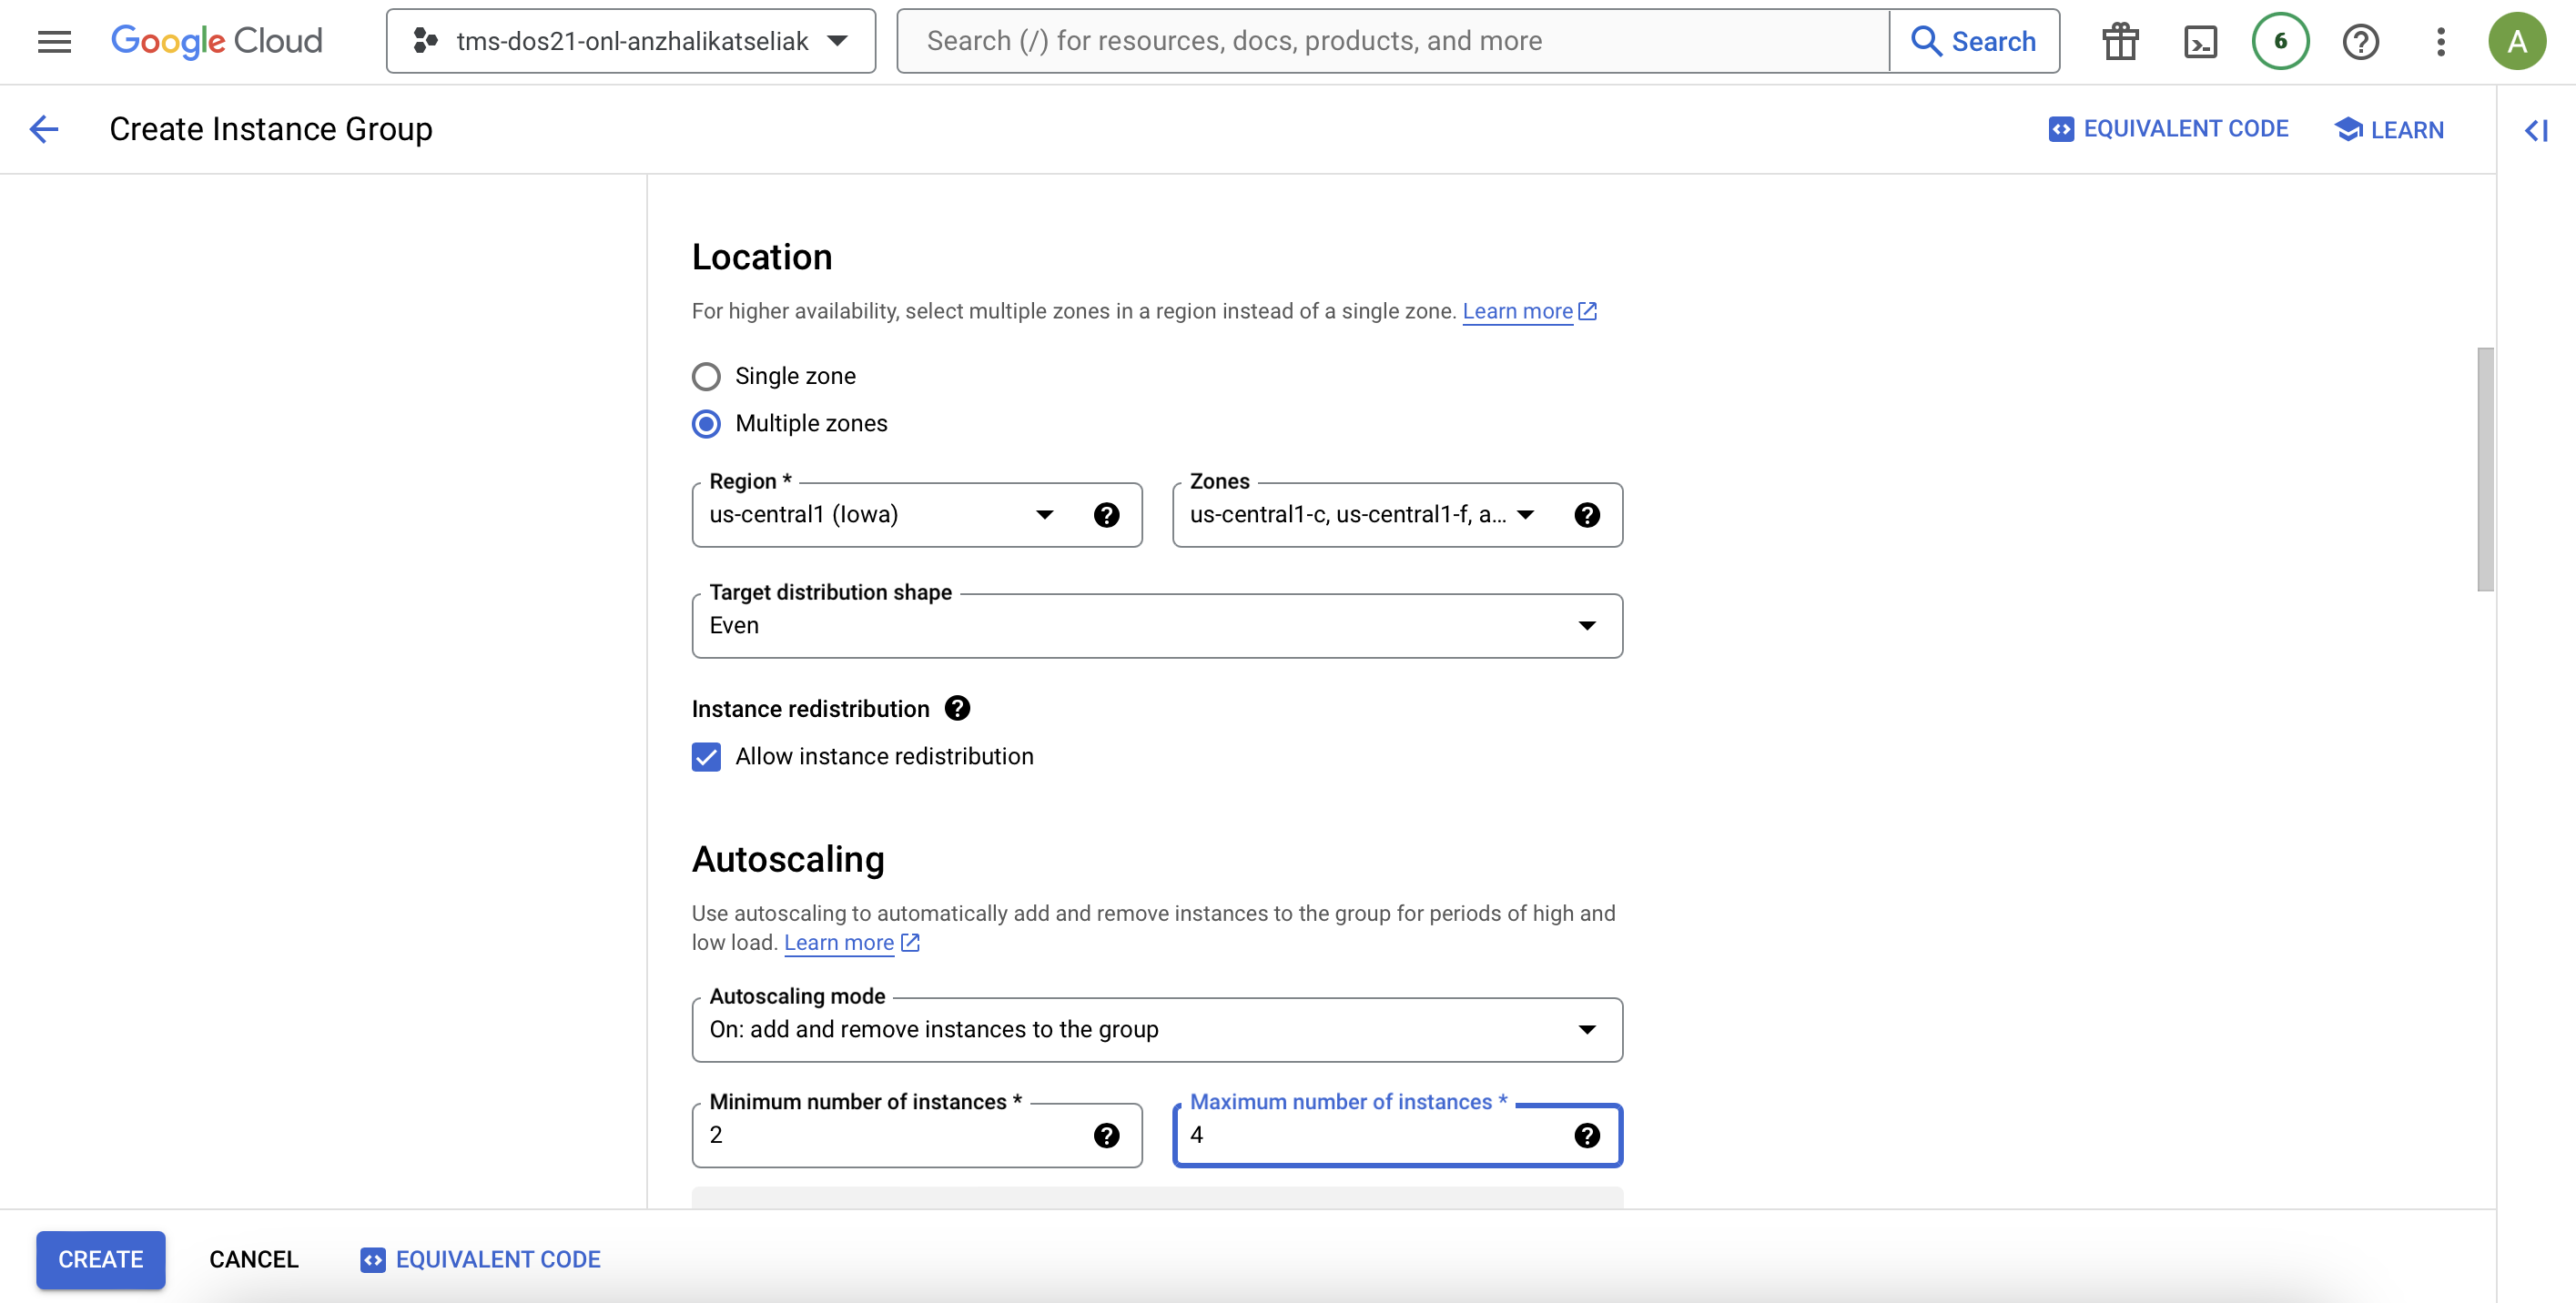 Google Cloud
tms-dos21-onl-anzhalikatseliak
Search (/) for resources, docs, products, and more
Search
6
A
Create Instance Group
EQUIVALENT CODE
LEARN
Location
For higher availability, select multiple zones in a region instead of a single zone. Learn more
Single zone
Multiple zones
Region *
us-central1 (Iowa)
Zones
us-central1-c, us-central1-f, a...
Target distribution shape
Even
Instance redistribution
Allow instance redistribution
Autoscaling
Use autoscaling to automatically add and remove instances to the group for periods of high and
low load. Learn more
Autoscaling mode
On: add and remove instances to the group
Minimum number of instances *
2
Maximum number of instances *
4
CREATE
CANCEL
EQUIVALENT CODE